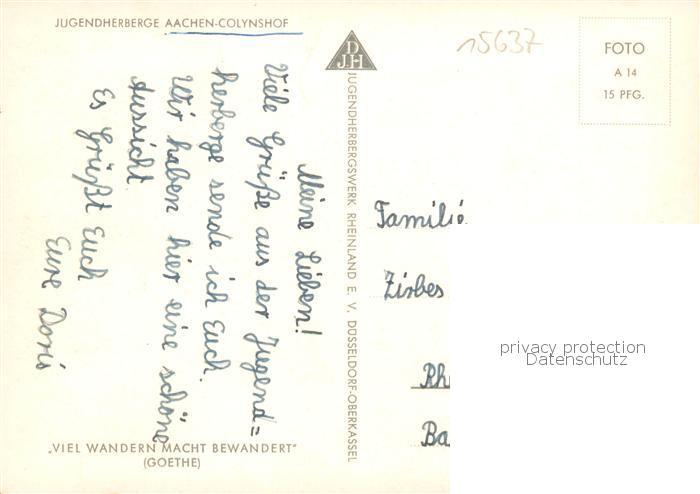 JUGENDHERBERGE AACHEN-COLYNSHOF
Meine Lieben!
Viele Grüße aus der Jugend=
herberge sende ich Euch.
Wir haben hier eine schöne
Aussicht
Es Grüßt Euch
Eure Doris
„VIEL WANDERN MACHT BEWANDERT"
(GOETHE)
DJH
JUGENDHERBERGSWERK RHEINLAND E. V. DÜSSELDORF-OBERKASSEL
15637
FOTO
A 14
15 PFG.
Familie
Zirbes
Rh
Ba
privacy protection
Datenschutz